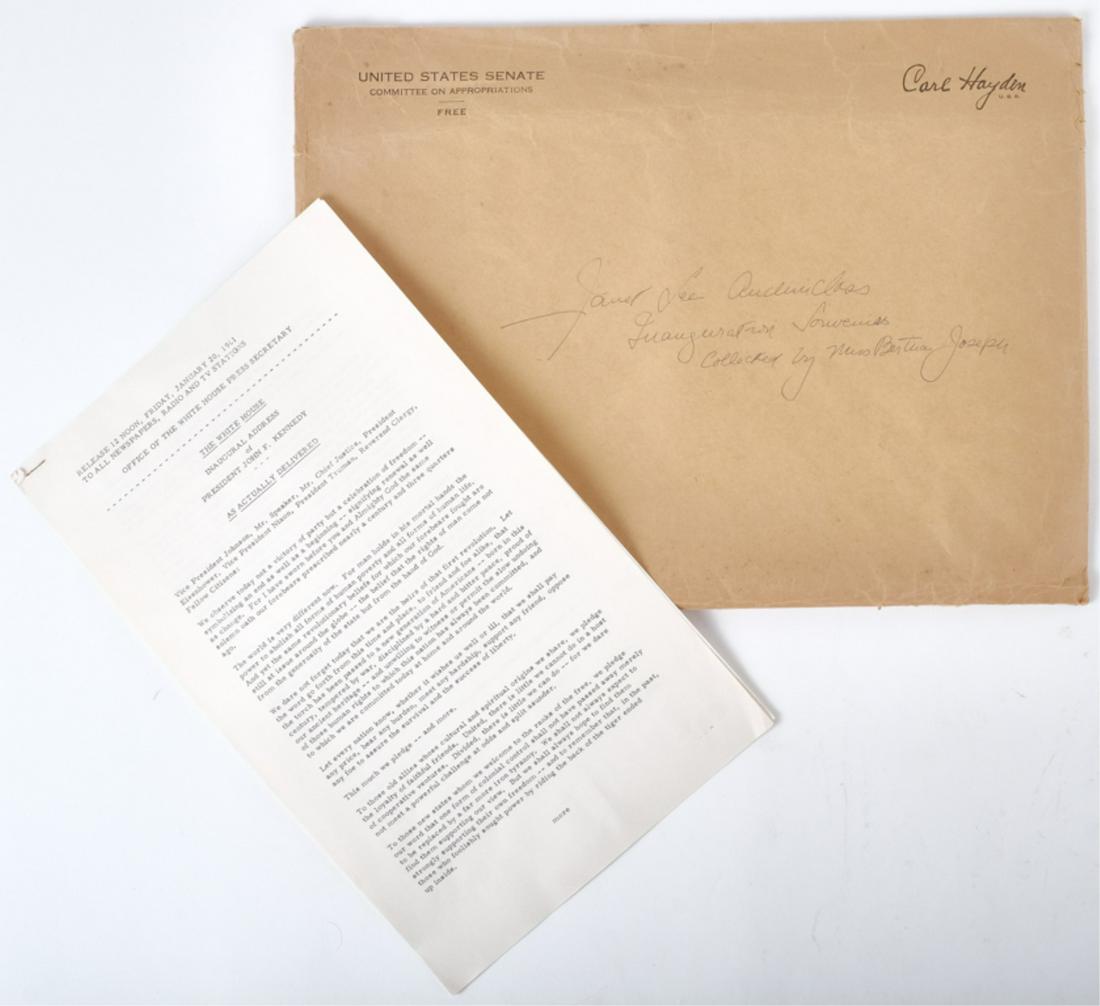 UNITED STATES SENATE
COMMITTEE ON APPROPRIATIONS
FREE
Carl Hayden
U.S.S.
Janet Lee Auchincloss
Inauguration Souvenirs
Collected by Miss Joseph
RELEASE 12 NOON, FRIDAY, JANUARY 20, 1961
TO ALL NEWSPAPERS, RADIO AND TV STATIONS
OFFICE OF THE WHITE HOUSE PRESS SECRETARY
THE WHITE HOUSE
INAUGURAL ADDRESS
of
PRESIDENT JOHN F. KENNEDY
AS ACTUALLY DELIVERED
Vice President Johnson, Mr. Speaker, Mr. Chief Justice, President
Eisenhower, Vice President Nixon, President Truman, Reverend Clergy,
Fellow Citizens:
We observe today not a victory of party but a celebration of freedom --
symbolizing an end as well as a beginning -- signifying renewal as well
as change. For I have sworn before you and Almighty God the same
solemn oath our forebears prescribed nearly a century and three quarters
ago.
The world is very different now. For man holds in his mortal hands the
power to abolish all forms of human poverty and all forms of human life.
And yet the same revolutionary beliefs for which our forebears fought are
still at issue around the globe -- the belief that the rights of man come not
from the generosity of the state but from the hand of God.
We dare not forget today that we are the heirs of that first revolution. Let
the word go forth from this time and place, to friend and foe alike, that
the torch has been passed to a new generation of Americans -- born in this
century, tempered by war, disciplined by a hard and bitter peace, proud of
our ancient heritage -- and unwilling to witness or permit the slow undoing
of those human rights to which this nation has always been committed, and
to which we are committed today at home and around the world.
Let every nation know, whether it wishes us well or ill, that we shall pay
any price, bear any burden, meet any hardship, support any friend, oppose
any foe to assure the survival and the success of liberty.
This much we pledge -- and more.
To those old allies whose cultural and spiritual origins we share, we pledge
the loyalty of faithful friends. United, there is little we cannot do in a host
of cooperative ventures. Divided, there is little we can do -- for we dare
not meet a powerful challenge at odds and split asunder.
To those new states whom we welcome to the ranks of the free, we pledge
our word that one form of colonial control shall not have passed away merely
to be replaced by a far more iron tyranny. We shall not always expect to
find them supporting our view. But we shall always hope to find them
strongly supporting their own freedom -- and to remember that, in the past,
those who foolishly sought power by riding the back of the tiger ended
up inside.
more